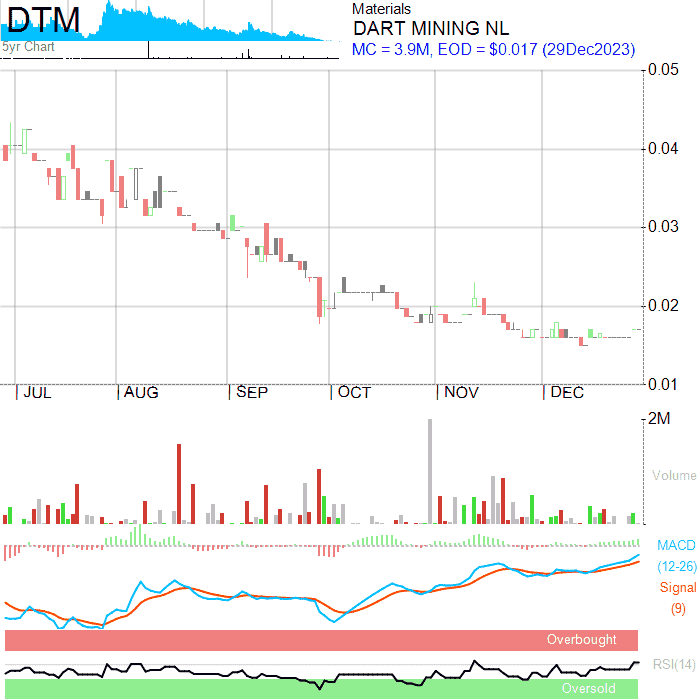 DTM
5yr Chart
Materials
DART MINING NL
MC = 3.9M, EOD = $0.017 (29Dec2023)
0.05
0.04
0.03
0.02
0.01
JUL AUG SEP OCT NOV DEC
2M
Volume
MACD
(12-26)
Signal
(9)
Overbought
RSI(14)
Oversold